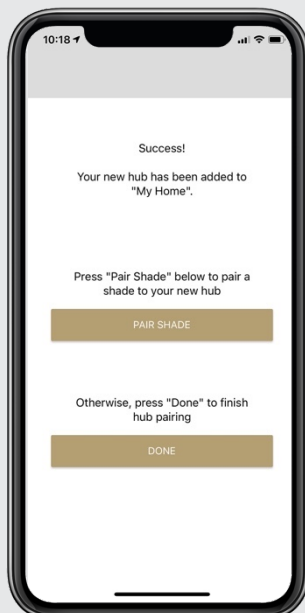 10:18
Success!
Your new hub has been added to
"My Home".
Press "Pair Shade" below to pair a
shade to your new hub
PAIR SHADE
Otherwise, press "Done" to finish
hub pairing
DONE